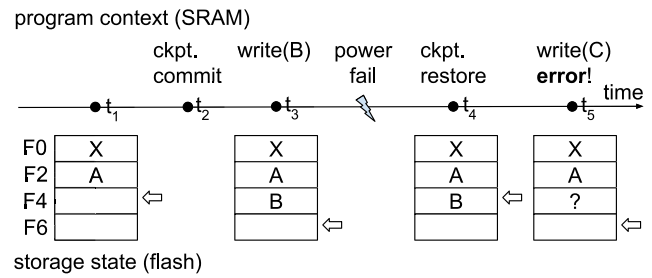 program context (SRAM)
ckpt. commit
write(B)
power fail
ckpt. restore
write(C) error!
t1
t2
t3
t4
t5
time
F0 X X X X
F2 A A A A
F4 B B ?
F6
storage state (flash)